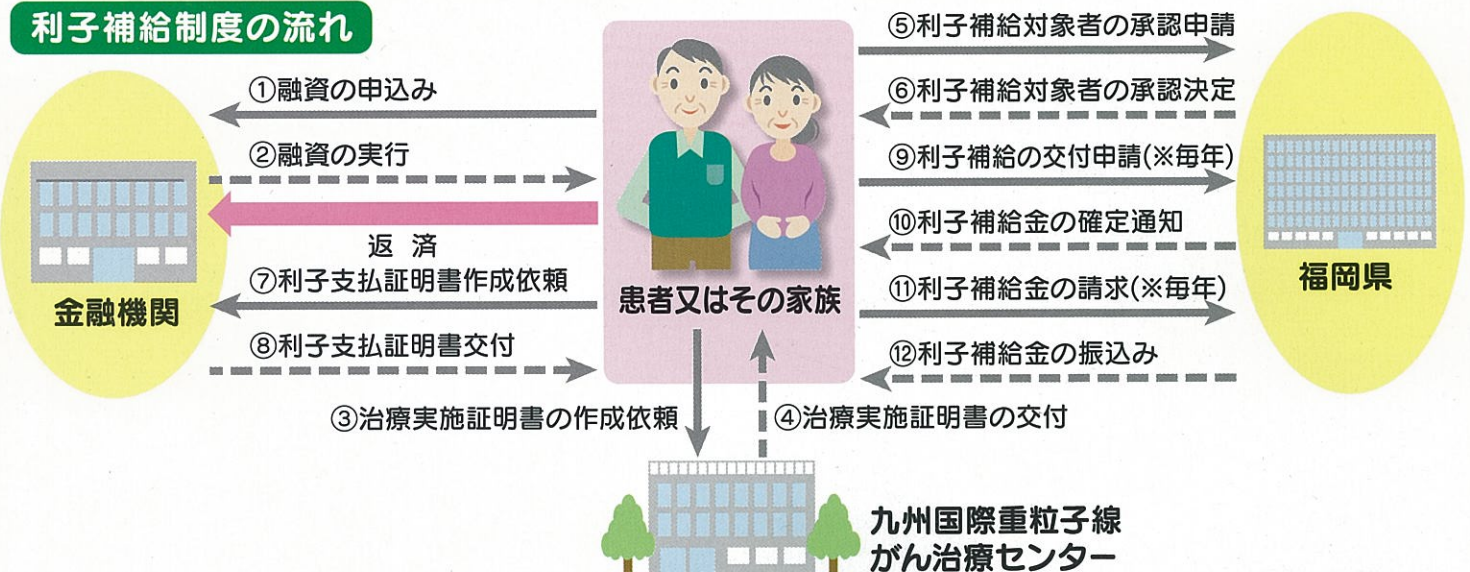 利子補給制度の流れ
①融資の申込み
②融資の実行
返済
⑦利子支払証明書作成依頼
⑧利子支払証明書交付
金融機関
患者又はその家族
③治療実施証明書の作成依頼
④治療実施証明書の交付
⑤利子補給対象者の承認申請
⑥利子補給対象者の承認決定
⑨利子補給の交付申請(※毎年)
⑩利子補給金の確定通知
⑪利子補給金の請求(※毎年)
⑫利子補給金の振込み
福岡県
九州国際重粒子線
がん治療センター